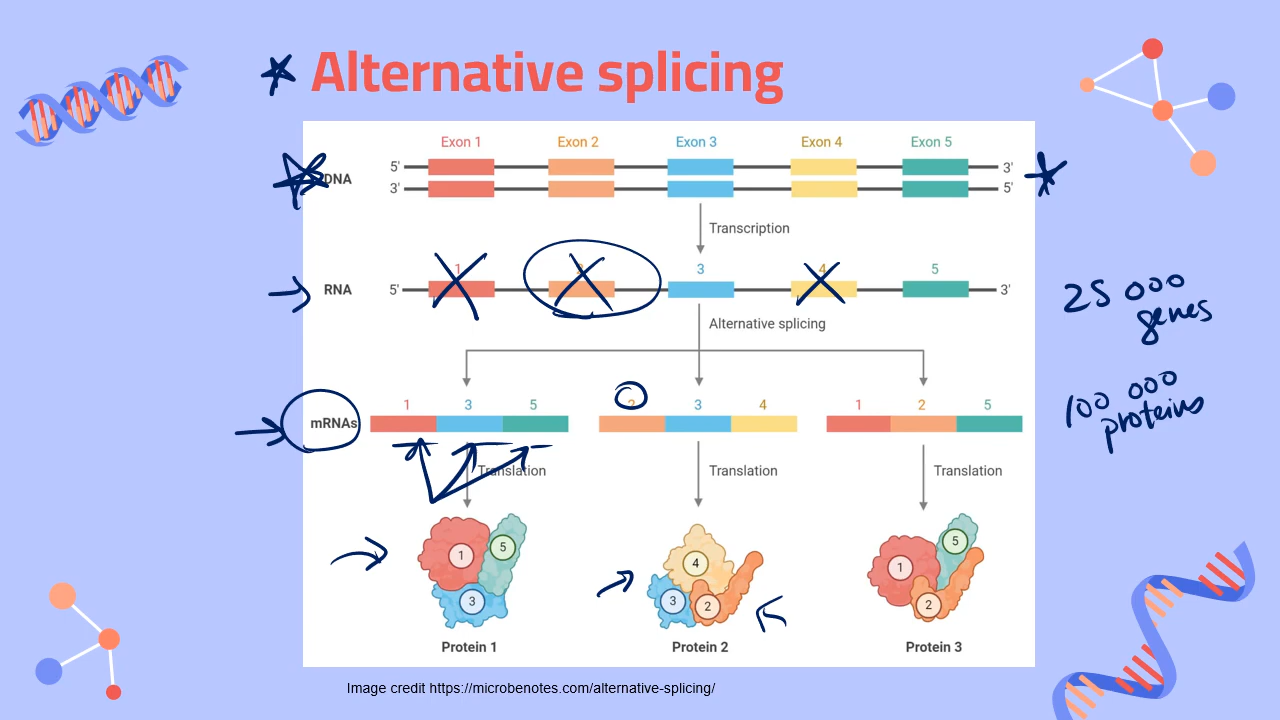 Alternative splicing
Exon 1 Exon 2 Exon 3 Exon 4 Exon 5
5' 3'
DNA
3' 5'
Transcription
1 2 3 4 5
RNA 5' 3'
Alternative splicing
25 000
genes
1 3 5 2 3 4 1 2 5
mRNAs
100 000
proteins
Translation Translation Translation
1 5 3
4 3 2
5 1 2
Protein 1 Protein 2 Protein 3
Image credit https://microbenotes.com/alternative-splicing/